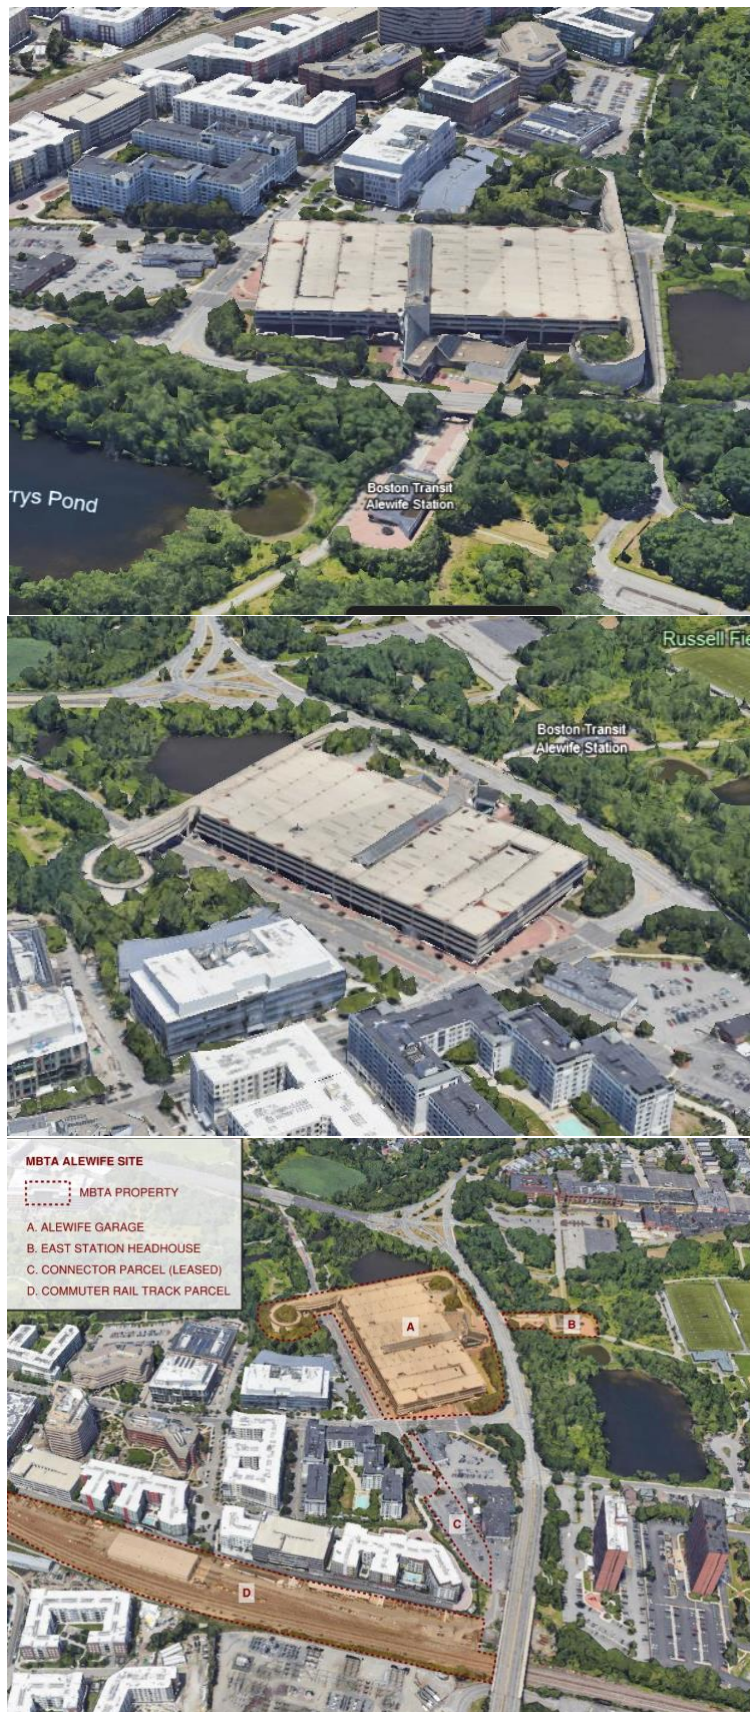 rrys Pond
Boston Transit
Alewife Station
Russell Fie
Boston Transit
Alewife Station
MBTA ALEWIFE SITE
MBTA PROPERTY
A. ALEWIFE GARAGE
B. EAST STATION HEADHOUSE
C. CONNECTOR PARCEL (LEASED)
D. COMMUTER RAIL TRACK PARCEL
A
B
C
D